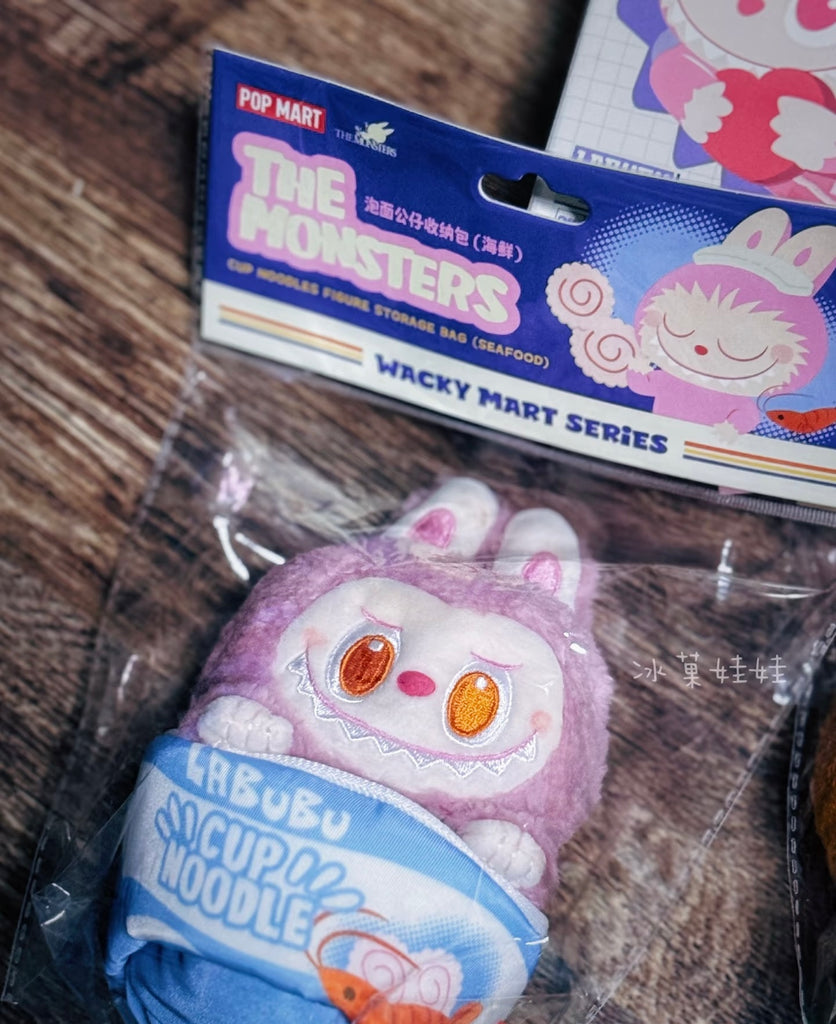 POP MART
THE MONSTERS
THE
MONSTERS
泡面公仔收纳包(海鲜)
CUP NOODLES FIGURE STORAGE BAG (SEAFOOD)
WACKY MART SERIES
冰菓娃娃
LABUBU
CUP
NOODLE